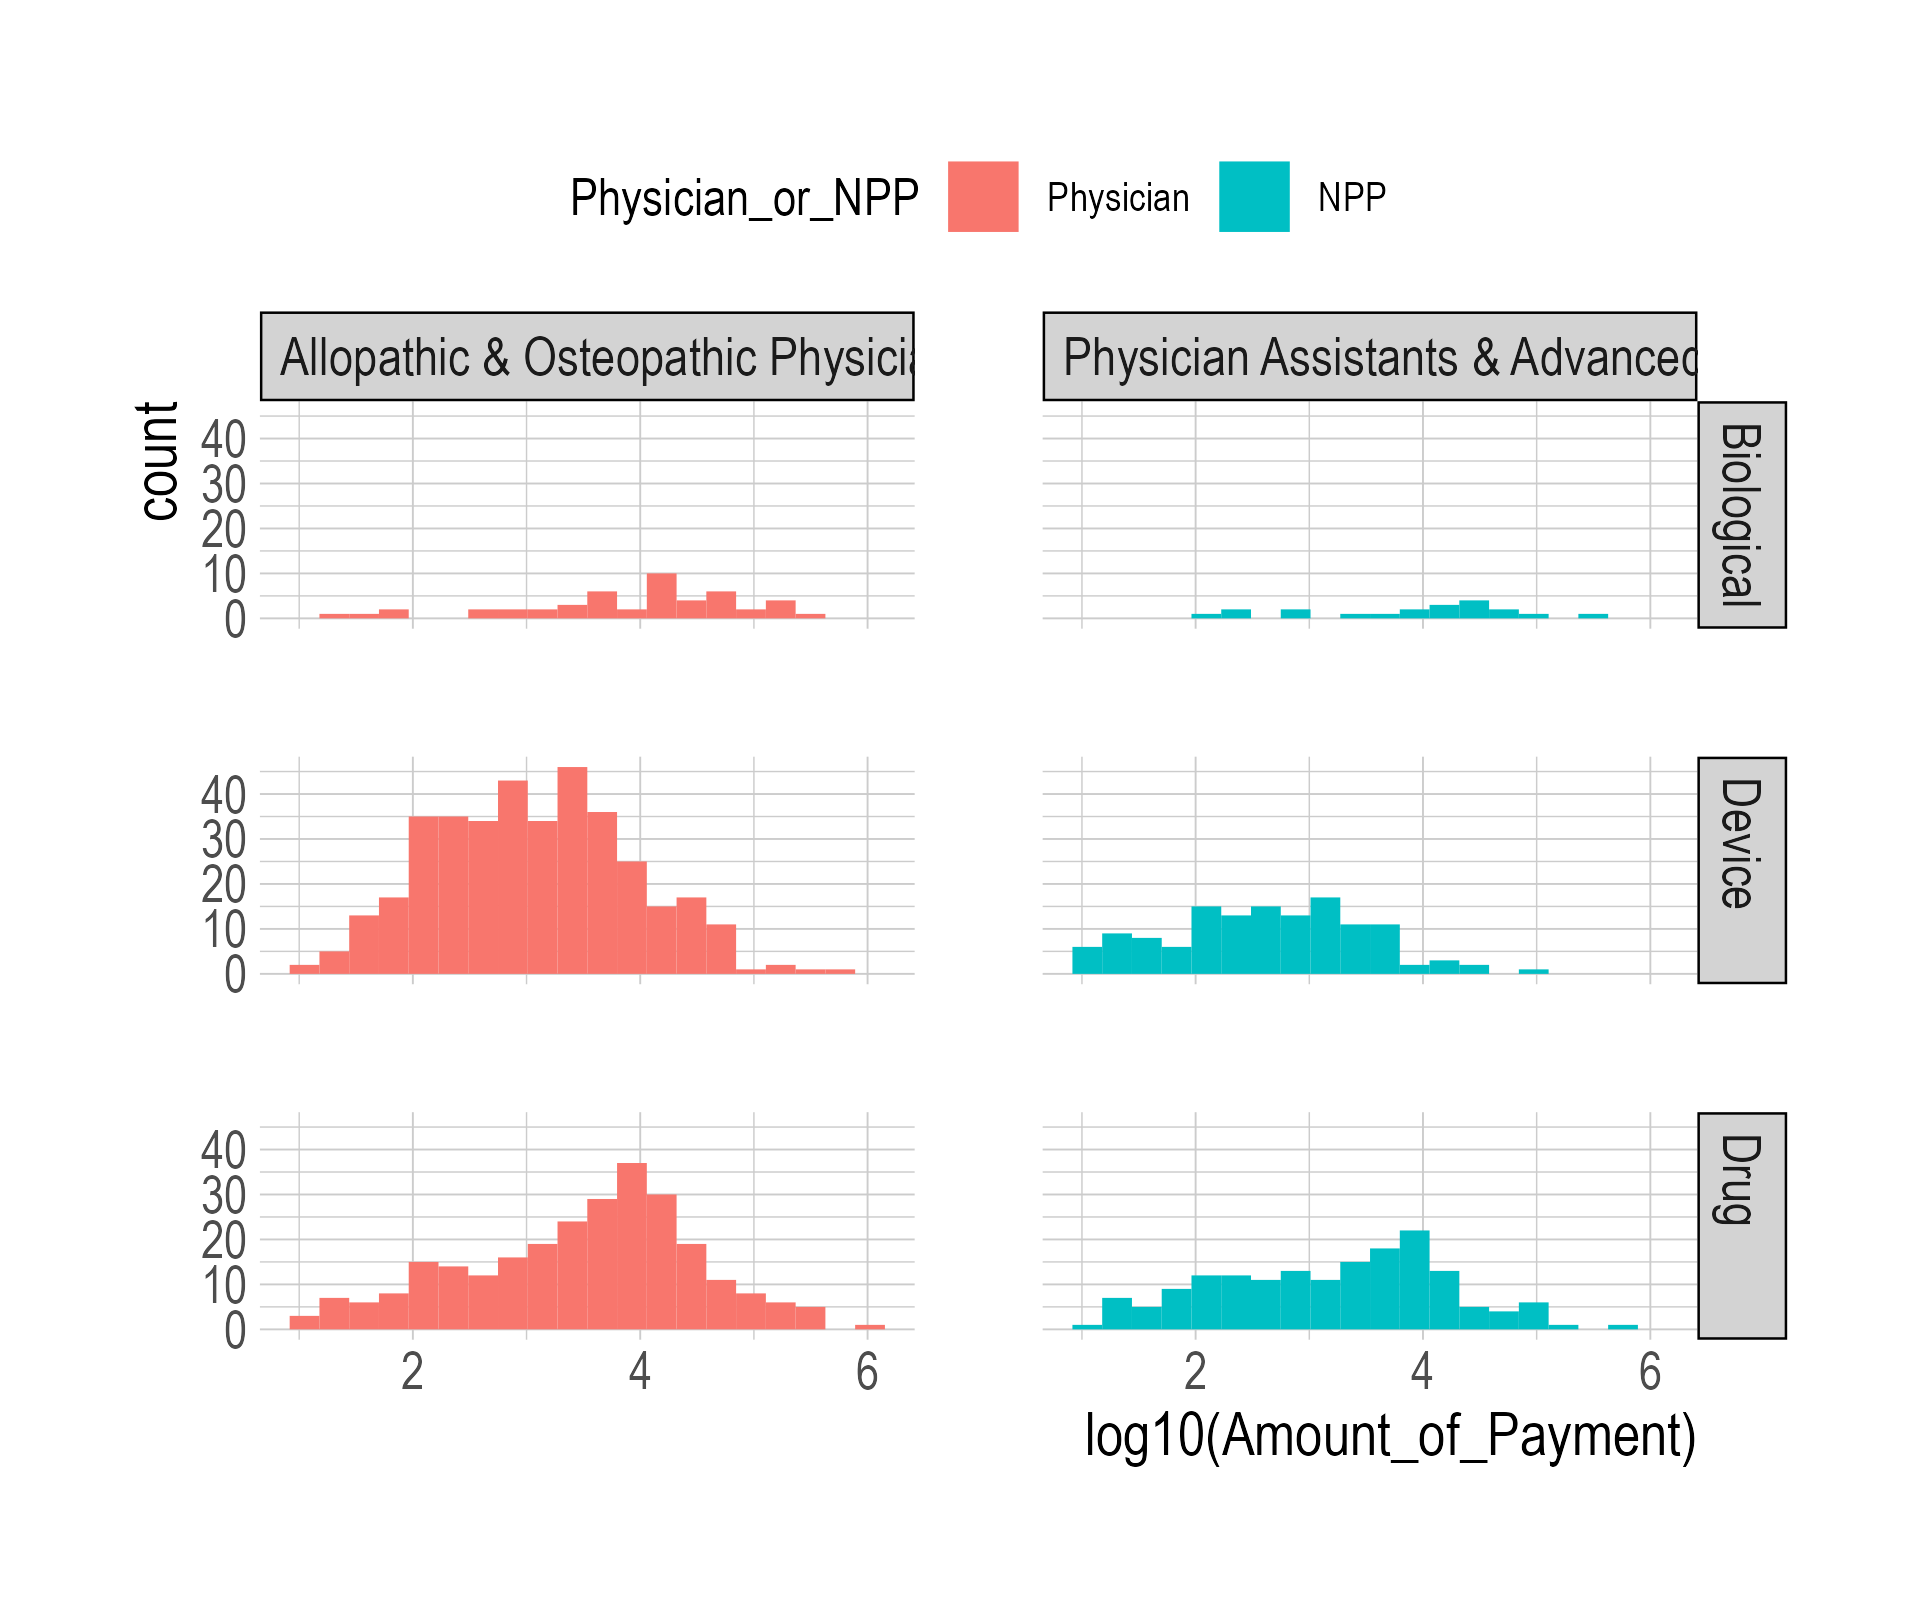 Physician_or_NPP Physician NPP
Allopathic & Osteopathic Physicia
Physician Assistants & Advanced
count
40
30
20
10
0
Biological
40
30
20
10
0
Device
40
30
20
10
0
Drug
2 4 6
2 4 6
log10(Amount_of_Payment)